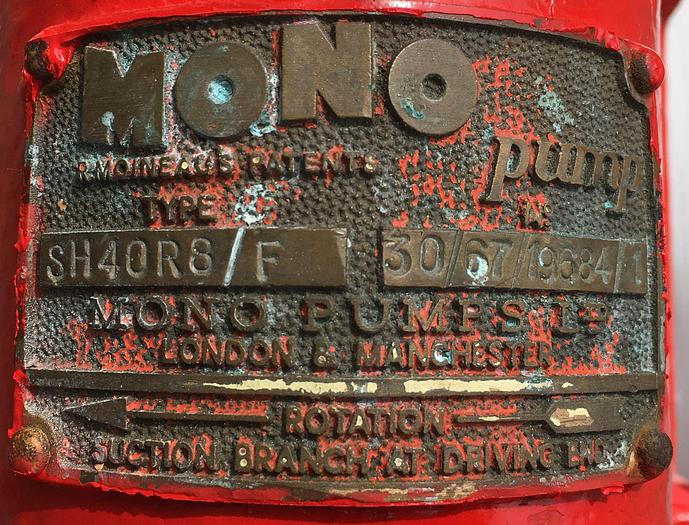 MONO
pump
R.MOINEAU'S PATENTS
TYPE Nº
SH40R8/F 30/67/19684/1
MONO PUMPS LTD
LONDON & MANCHESTER
ROTATION
SUCTION BRANCH AT DRIVING END